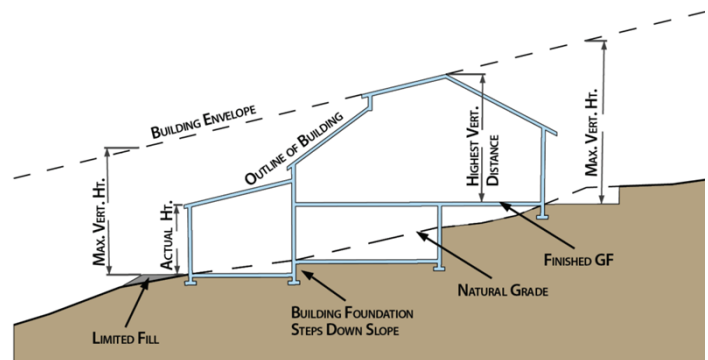 Building Envelope
Outline of Building
Max. Vert. Ht.
Actual Ht.
Highest Vert.
Distance
Max. Vert. Ht.
Finished GF
Natural Grade
Building Foundation
Steps Down Slope
Limited Fill